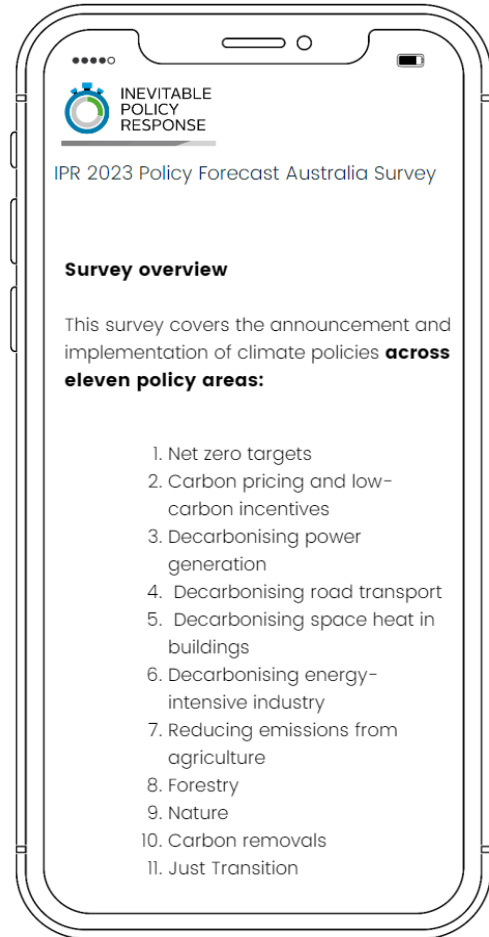 INEVITABLE
POLICY
RESPONSE
IPR 2023 Policy Forecast Australia Survey
Survey overview
This survey covers the announcement and
implementation of climate policies across
eleven policy areas:
1. Net zero targets
2. Carbon pricing and low-
carbon incentives
3. Decarbonising power
generation
4. Decarbonising road transport
5. Decarbonising space heat in
buildings
6. Decarbonising energy-
intensive industry
7. Reducing emissions from
agriculture
8. Forestry
9. Nature
10. Carbon removals
11. Just Transition